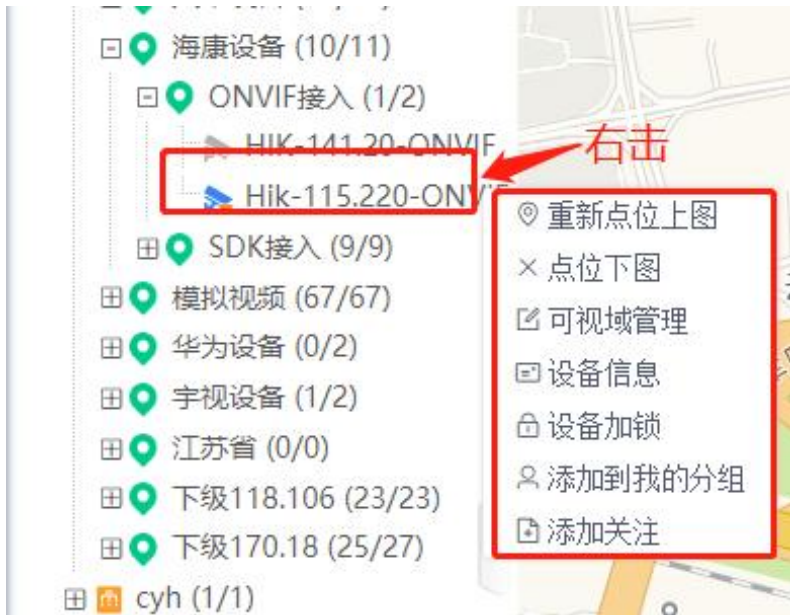 海康设备 (10/11)
ONVIF接入 (1/2)
HIK-141.20-ONVIF
右击
Hik-115.220-ONVIF
重新点位上图
SDK接入 (9/9)
点位下图
模拟视频 (67/67)
可视域管理
华为设备 (0/2)
设备信息
宇视设备 (1/2)
设备加锁
江苏省 (0/0)
添加到我的分组
下级118.106 (23/23)
添加关注
下级170.18 (25/27)
cyh (1/1)